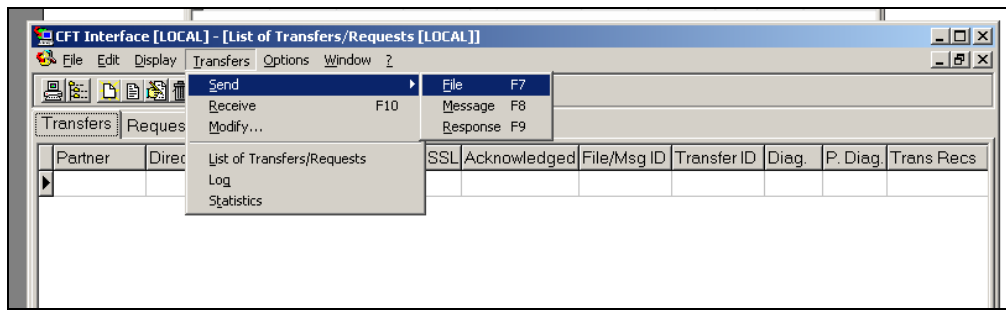 CFT Interface [LOCAL] - [List of Transfers/Requests [LOCAL]]
File Edit Display Transfers Options Window ?
Send
File F7
Receive F10
Message F8
Modify...
Response F9
Transfers Reques
List of Transfers/Requests
Log
Statistics
Partner Direc SSL Acknowledged File/Msg ID Transfer ID Diag. P. Diag. Trans Recs